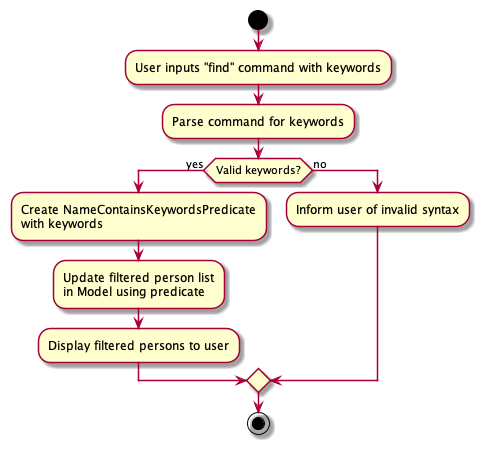 User inputs "find" command with keywords
Parse command for keywords
yes
Valid keywords?
no
Create NameContainsKeywordsPredicate
with keywords
Inform user of invalid syntax
Update filtered person list
in Model using predicate
Display filtered persons to user